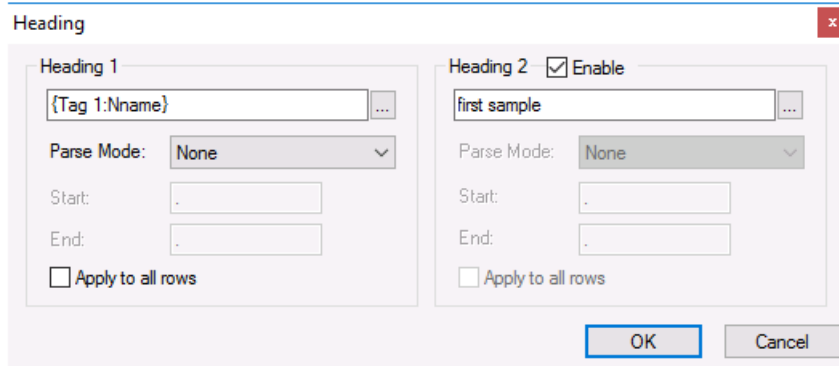 Heading
x
Heading 1
{Tag 1:Nname}
...
Parse Mode: None
Start: .
End: .
Apply to all rows
Heading 2 Enable
first sample
...
Parse Mode: None
Start: .
End: .
Apply to all rows
OK Cancel